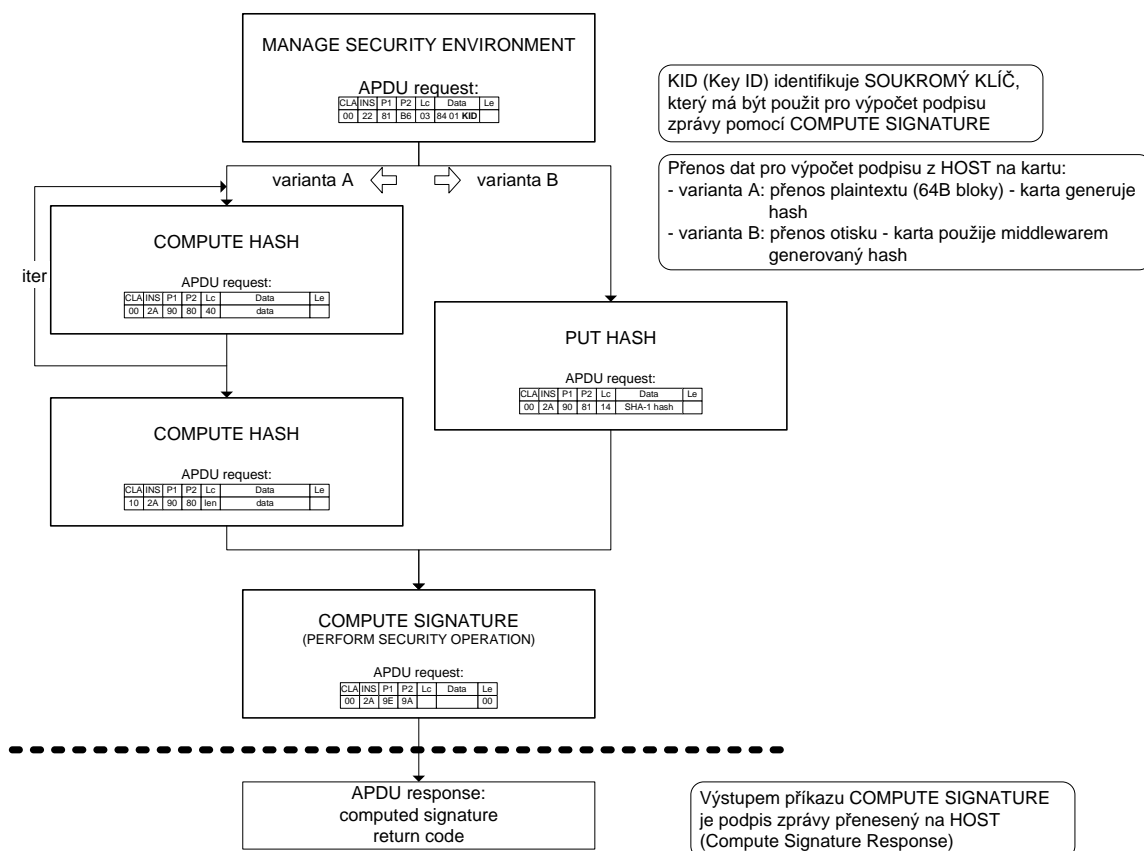 MANAGE SECURITY ENVIRONMENT
APDU request:
CLA INS P1 P2 Lc Data Le
00 22 81 B6 03 84 01 KID
KID (Key ID) identifikuje SOUKROMÝ KLÍČ,
který má být použit pro výpočet podpisu
zprávy pomocí COMPUTE SIGNATURE
varianta A
varianta B
Přenos dat pro výpočet podpisu z HOST na kartu:
- varianta A: přenos plaintextu (64B bloky) - karta generuje
hash
- varianta B: přenos otisku - karta použije middlewarem
generovaný hash
iter
COMPUTE HASH
APDU request:
CLA INS P1 P2 Lc Data Le
00 2A 90 80 40 data
PUT HASH
APDU request:
CLA INS P1 P2 Lc Data Le
00 2A 90 81 14 SHA-1 hash
COMPUTE HASH
APDU request:
CLA INS P1 P2 Lc Data Le
10 2A 90 80 len data
COMPUTE SIGNATURE
(PERFORM SECURITY OPERATION)
APDU request:
CLA INS P1 P2 Lc Data Le
00 2A 9E 9A 00
APDU response:
computed signature
return code
Výstupem příkazu COMPUTE SIGNATURE
je podpis zprávy přenesený na HOST
(Compute Signature Response)